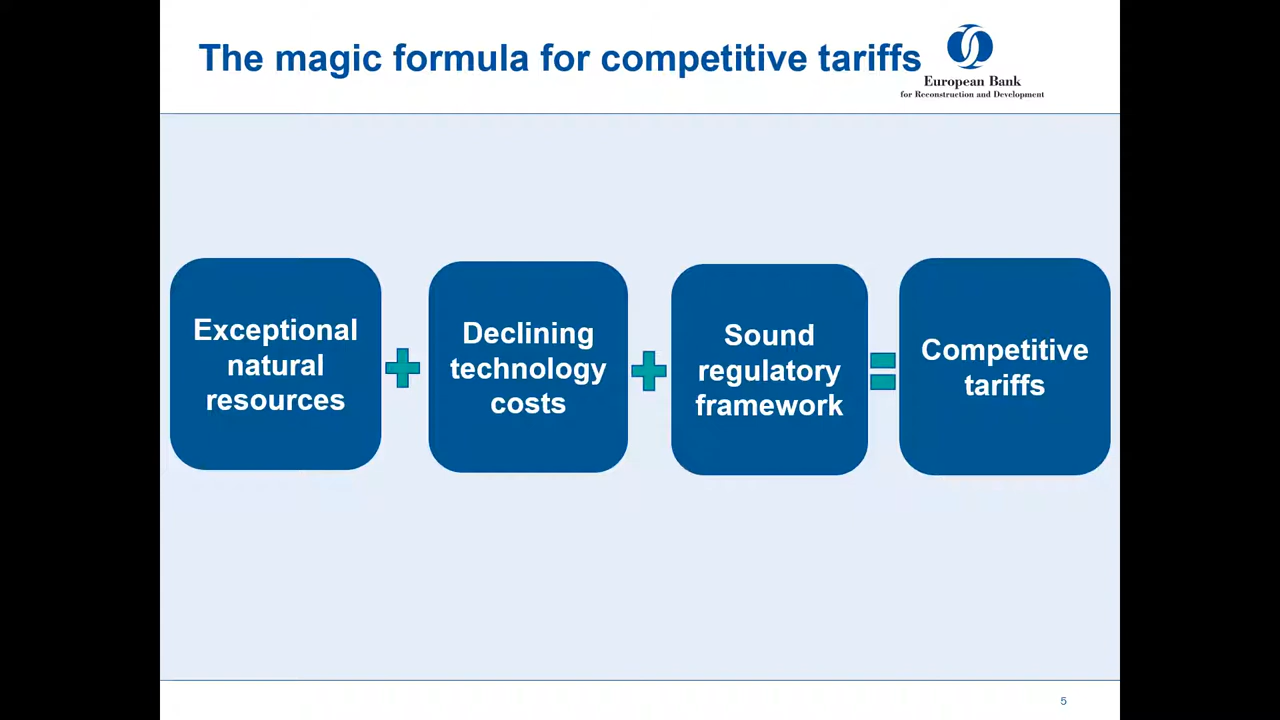 The magic formula for competitive tariffs
European Bank
for Reconstruction and Development
Exceptional
natural
resources
Declining
technology
costs
Sound
regulatory
framework
Competitive
tariffs
5